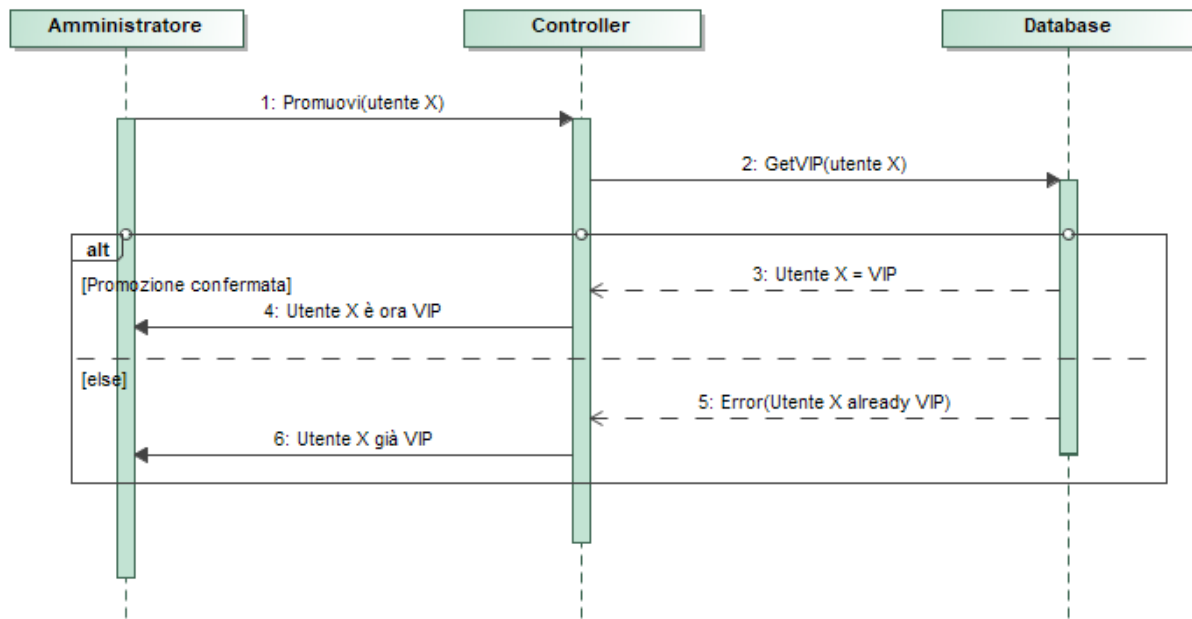 Amministratore
Controller
Database
1: Promuovi(utente X)
2: GetVIP(utente X)
alt
[Promozione confermata]
3: Utente X = VIP
4: Utente X è ora VIP
[else]
5: Error(Utente X already VIP)
6: Utente X già VIP